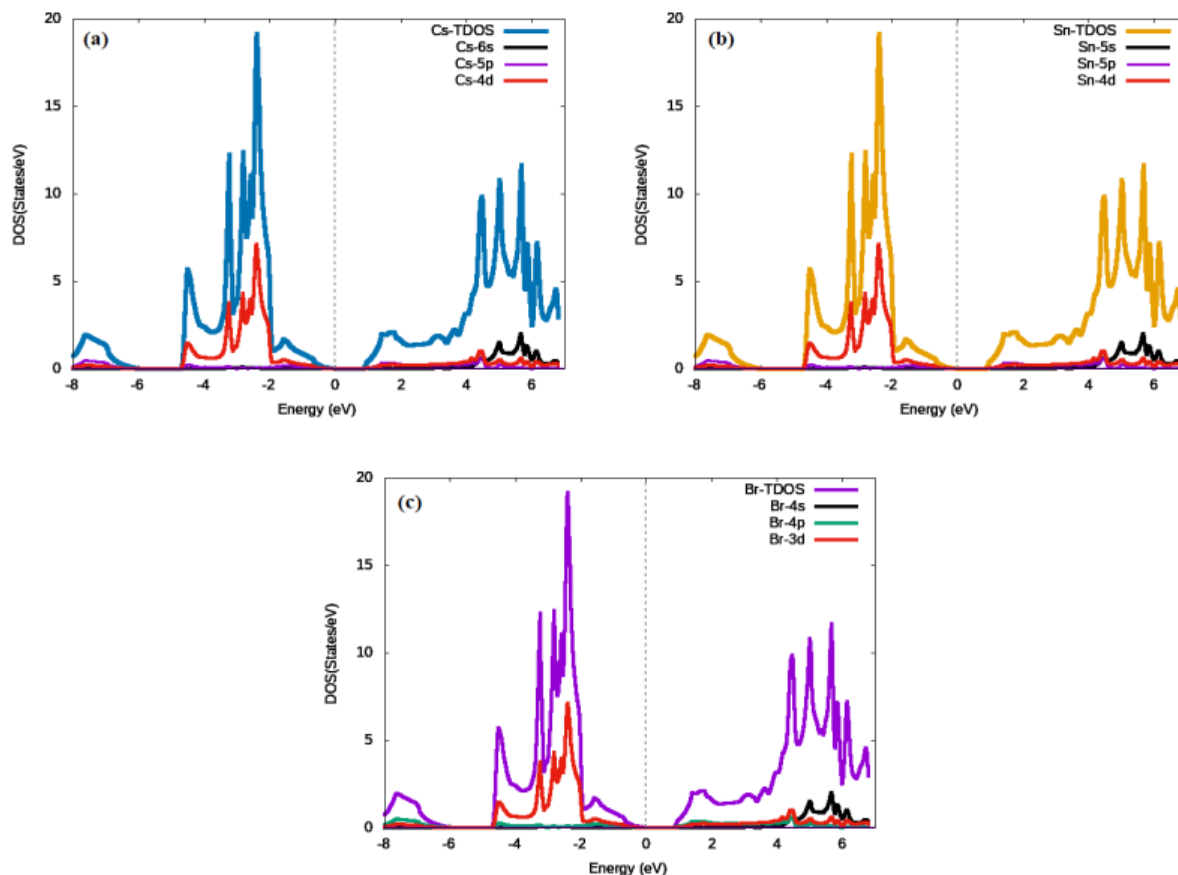 (a)
Cs-TDOS
Cs-6s
Cs-5p
Cs-4d
DOS(States/eV)
20
15
10
5
0
-8 -6 -4 -2 0 2 4 6
Energy (eV)
(b)
Sn-TDOS
Sn-5s
Sn-5p
Sn-4d
DOS(States/eV)
20
15
10
5
0
-8 -6 -4 -2 0 2 4 6
Energy (eV)
(c)
Br-TDOS
Br-4s
Br-4p
Br-3d
DOS(States/eV)
20
15
10
5
0
-8 -6 -4 -2 0 2 4 6
Energy (eV)